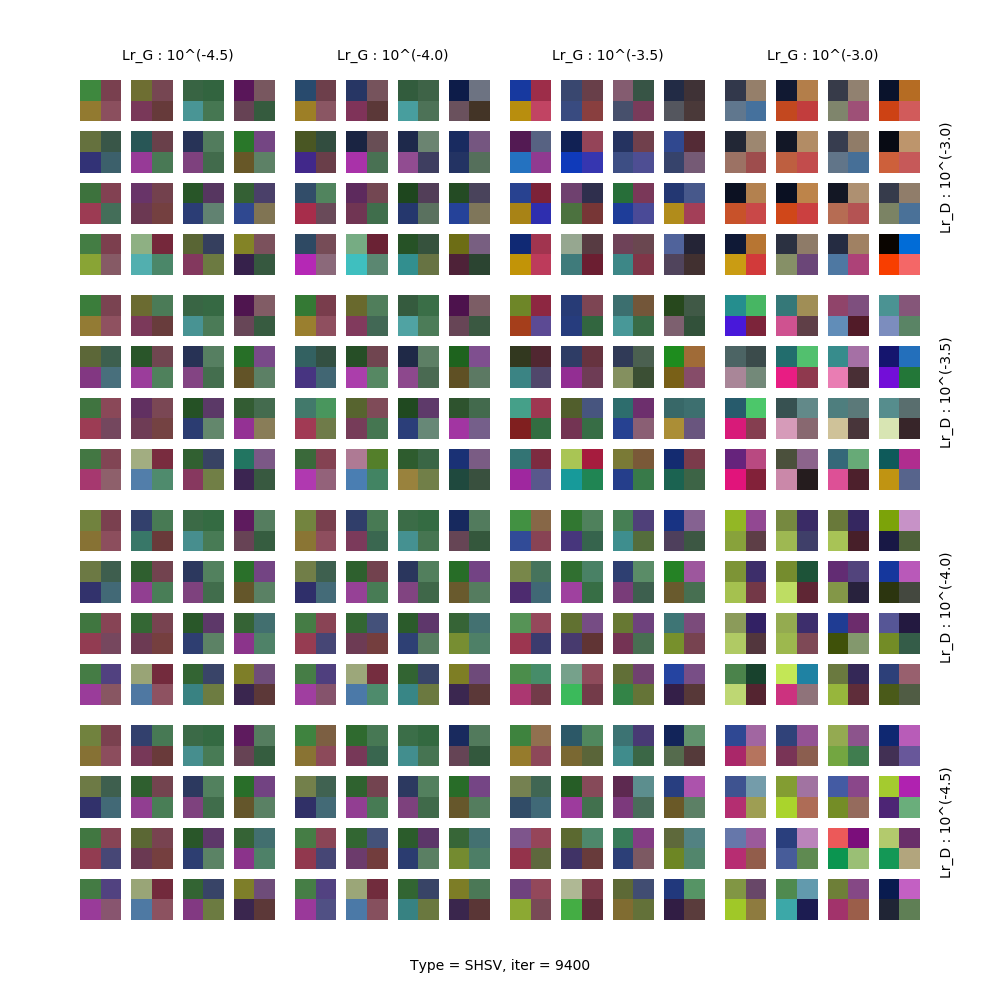 Lr_G : 10^(-4.5)
Lr_G : 10^(-4.0)
Lr_G : 10^(-3.5)
Lr_G : 10^(-3.0)
Lr_D : 10^(-3.0)
Lr_D : 10^(-3.5)
Lr_D : 10^(-4.0)
Lr_D : 10^(-4.5)
Type = SHSV, iter = 9400